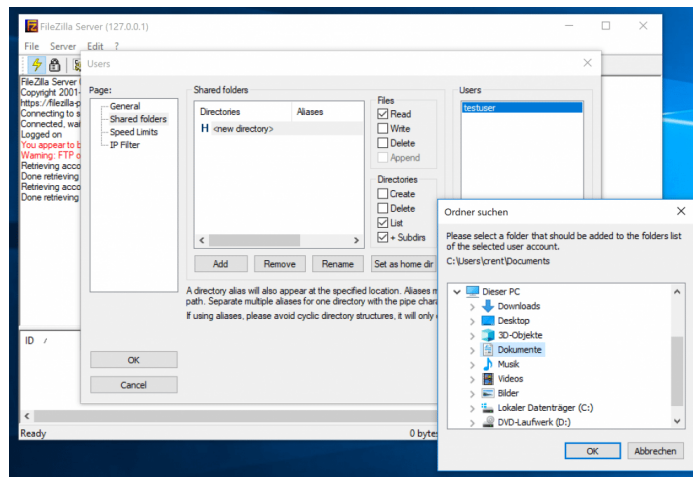 FileZilla Server (127.0.0.1)
File Server Edit ?
FileZilla Server
Copyright 2001-
https://filezilla-p
Connecting to s
Connected, wai
Logged on
You appear to b
Warning: FTP o
Retrieving acco
Done retrieving
Retrieving acco
Done retrieving
ID /
Ready
0 byte
Users
Page:
General
Shared folders
Speed Limits
IP Filter
OK
Cancel
Shared folders
Directories Aliases
H <new directory>
Files
Read
Write
Delete
Append
Directories
Create
Delete
List
+ Subdirs
Add Remove Rename Set as home dir
A directory alias will also appear at the specified location. Aliases m
path. Separate multiple aliases for one directory with the pipe chara
If using aliases, please avoid cyclic directory structures, it will only
Users
testuser
Ordner suchen
Please select a folder that should be added to the folders list
of the selected user account.
C:\Users\crent\Documents
Dieser PC
Downloads
Desktop
3D-Objekte
Dokumente
Musik
Videos
Bilder
Lokaler Datenträger (C:)
DVD-Laufwerk (D:)
OK Abbrechen